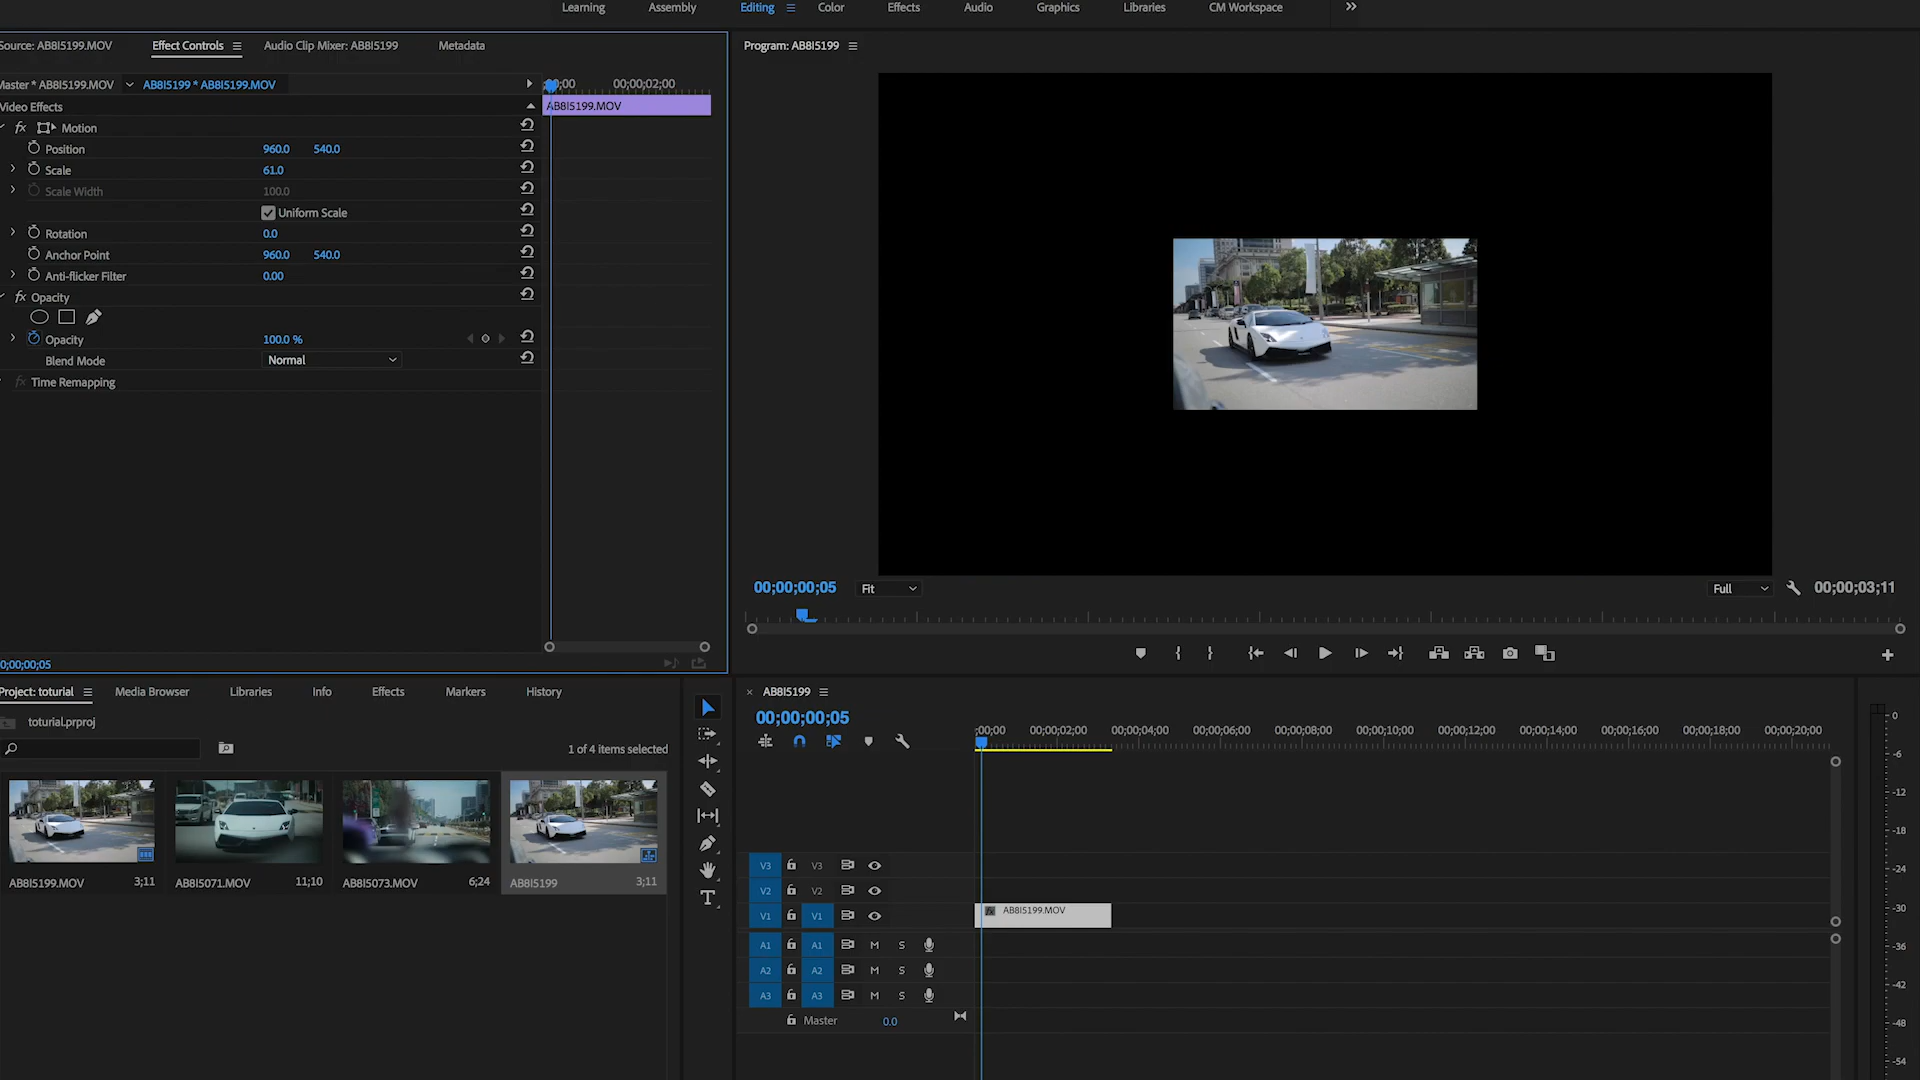 Learning Assembly Editing Color Effects Audio Graphics Libraries CM Workspace
Source: AB8I5199.MOV Effect Controls Audio Clip Mixer: AB8I5199 Metadata
Program: AB8I5199
Master * AB8I5199.MOV AB8I5199 * AB8I5199.MOV
;00;00 00;00;02;00
Video Effects
AB8I5199.MOV
fx Motion
Position 960.0 540.0
Scale 61.0
Scale Width 100.0
Uniform Scale
Rotation 0.0
Anchor Point 960.0 540.0
Anti-flicker Filter 0.00
fx Opacity
Opacity 100.0 %
Blend Mode Normal
fx Time Remapping
0;00;00;05
00;00;00;05 Fit Full 00;00;03;11
Project: toturial Media Browser Libraries Info Effects Markers History
toturial.prproj
1 of 4 items selected
AB8I5199.MOV 3;11 AB8I5071.MOV 11;10 AB8I5073.MOV 6;24 AB8I5199 3;11
AB8I5199
00;00;00;05
;00;00 00;00;02;00 00;00;04;00 00;00;06;00 00;00;08;00 00;00;10;00 00;00;12;00 00;00;14;00 00;00;16;00 00;00;18;00 00;00;20;00
V3 V3
V2 V2
V1 V1 fx AB8I5199.MOV
A1 A1 M S
A2 A2 M S
A3 A3 M S
Master 0.0
0
-6
-12
-18
-24
-30
-36
-42
-48
-54